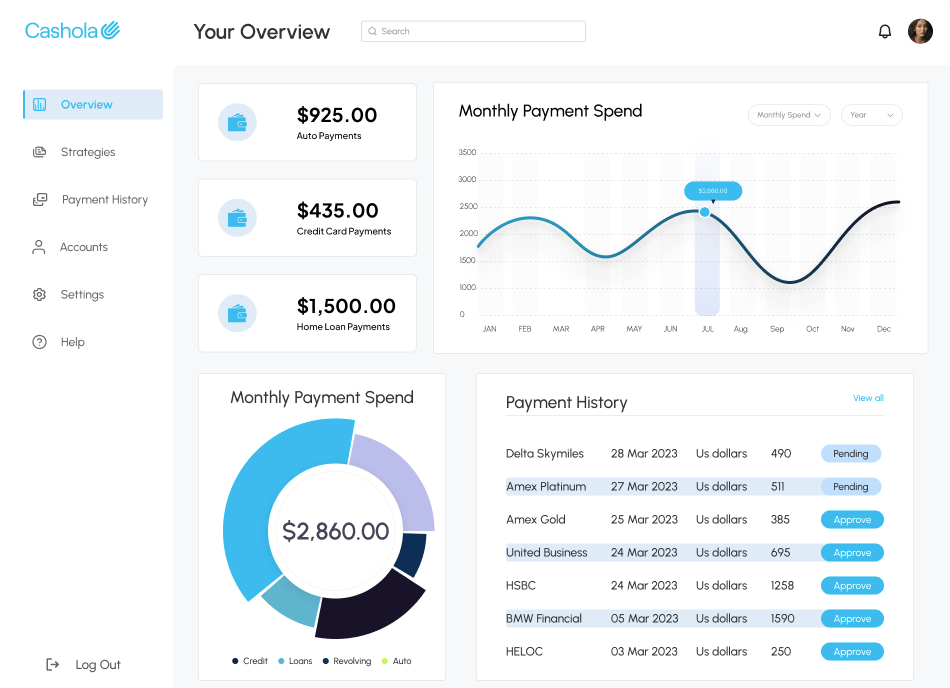 Cashola
Your Overview
Search
Overview
Strategies
Payment History
Accounts
Settings
Help
Log Out
$925.00
Auto Payments
$435.00
Credit Card Payments
$1,500.00
Home Loan Payments
Monthly Payment Spend
Monthly Spend
Year
3500
3000
2500
2000
1500
1000
0
$2,860.00
JAN FEB MAR APR MAY JUN JUL Aug Sep Oct Nov Dec
Monthly Payment Spend
$2,860.00
Credit Loans Revolving Auto
Payment History
View all
Delta Skymiles 28 Mar 2023 Us dollars 490 Pending
Amex Platinum 27 Mar 2023 Us dollars 511 Pending
Amex Gold 25 Mar 2023 Us dollars 385 Approve
United Business 24 Mar 2023 Us dollars 695 Approve
HSBC 24 Mar 2023 Us dollars 1258 Approve
BMW Financial 05 Mar 2023 Us dollars 1590 Approve
HELOC 03 Mar 2023 Us dollars 250 Approve